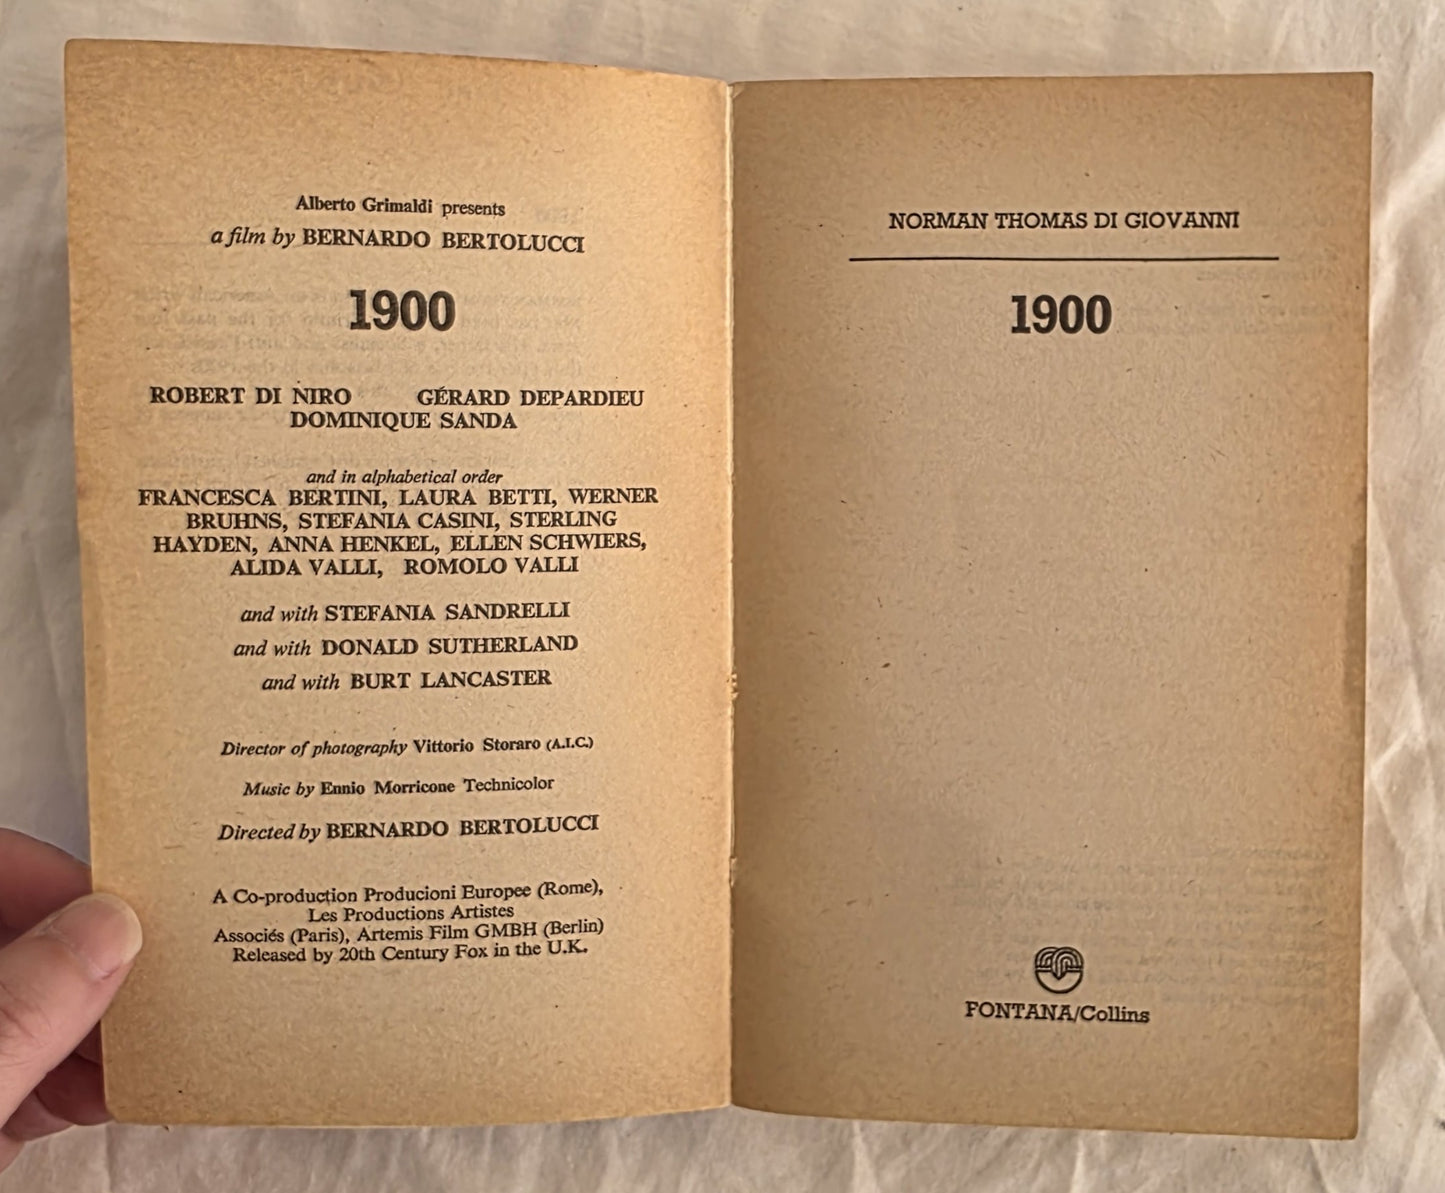 Alberto Grimaldi presents
a film by BERNARDO BERTOLUCCI
1900
ROBERT DI NIRO GÉRARD DEPARDIEU
DOMINIQUE SANDA
and in alphabetical order
FRANCESCA BERTINI, LAURA BETTI, WERNER
BRUHNS, STEFANIA CASINI, STERLING
HAYDEN, ANNA HENKEL, ELLEN SCHWIERS,
ALIDA VALLI, ROMOLO VALLI
and with STEFANIA SANDRELLI
and with DONALD SUTHERLAND
and with BURT LANCASTER
Director of photography Vittorio Storaro (A.I.C.)
Music by Ennio Morricone Technicolor
Directed by BERNARDO BERTOLUCCI
A Co-production Producioni Europee (Rome),
Les Productions Artistes
Associés (Paris), Artemis Film GMBH (Berlin)
Released by 20th Century Fox in the U.K.
NORMAN THOMAS DI GIOVANNI
1900
FONTANA/Collins